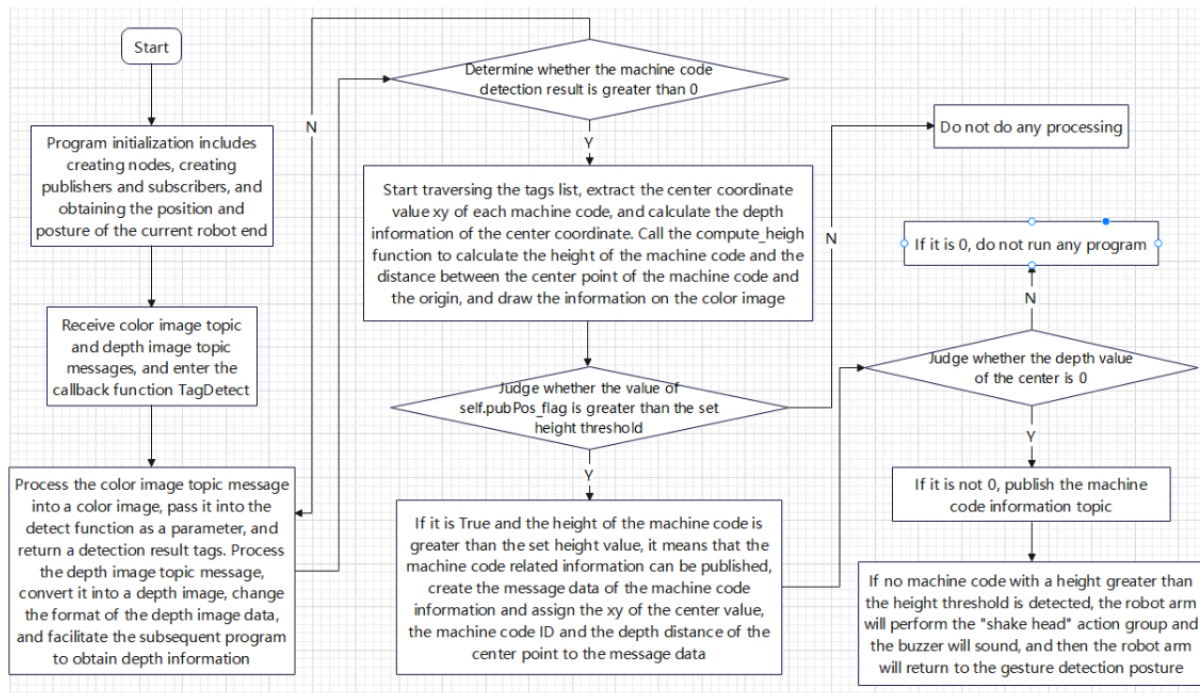 Start
Program initialization includes
creating nodes, creating
publishers and subscribers, and
obtaining the position and
posture of the current robot end
Receive color image topic
and depth image topic
messages, and enter the
callback function TagDetect
Process the color image topic message
into a color image, pass it into the
detect function as a parameter, and
return a detection result tags. Process
the depth image topic message,
convert it into a depth image, change
the format of the depth image data,
and facilitate the subsequent program
to obtain depth information
Determine whether the machine code
detection result is greater than 0
N
Y
Start traversing the tags list, extract the center coordinate
value xy of each machine code, and calculate the depth
information of the center coordinate. Call the compute_heigh
function to calculate the height of the machine code and the
distance between the center point of the machine code and
the origin, and draw the information on the color image
Judge whether the value of
self.pubPos_flag is greater than the set
height threshold
N
Do not do any processing
Y
If it is True and the height of the machine code is
greater than the set height value, it means that the
machine code related information can be published,
create the message data of the machine code
information and assign the xy of the center value,
the machine code ID and the depth distance of the
center point to the message data
Judge whether the depth value
of the center is 0
N
If it is 0, do not run any program
Y
If it is not 0, publish the machine
code information topic
If no machine code with a height greater than
the height threshold is detected, the robot arm
will perform the "shake head" action group and
the buzzer will sound, and then the robot arm
will return to the gesture detection posture